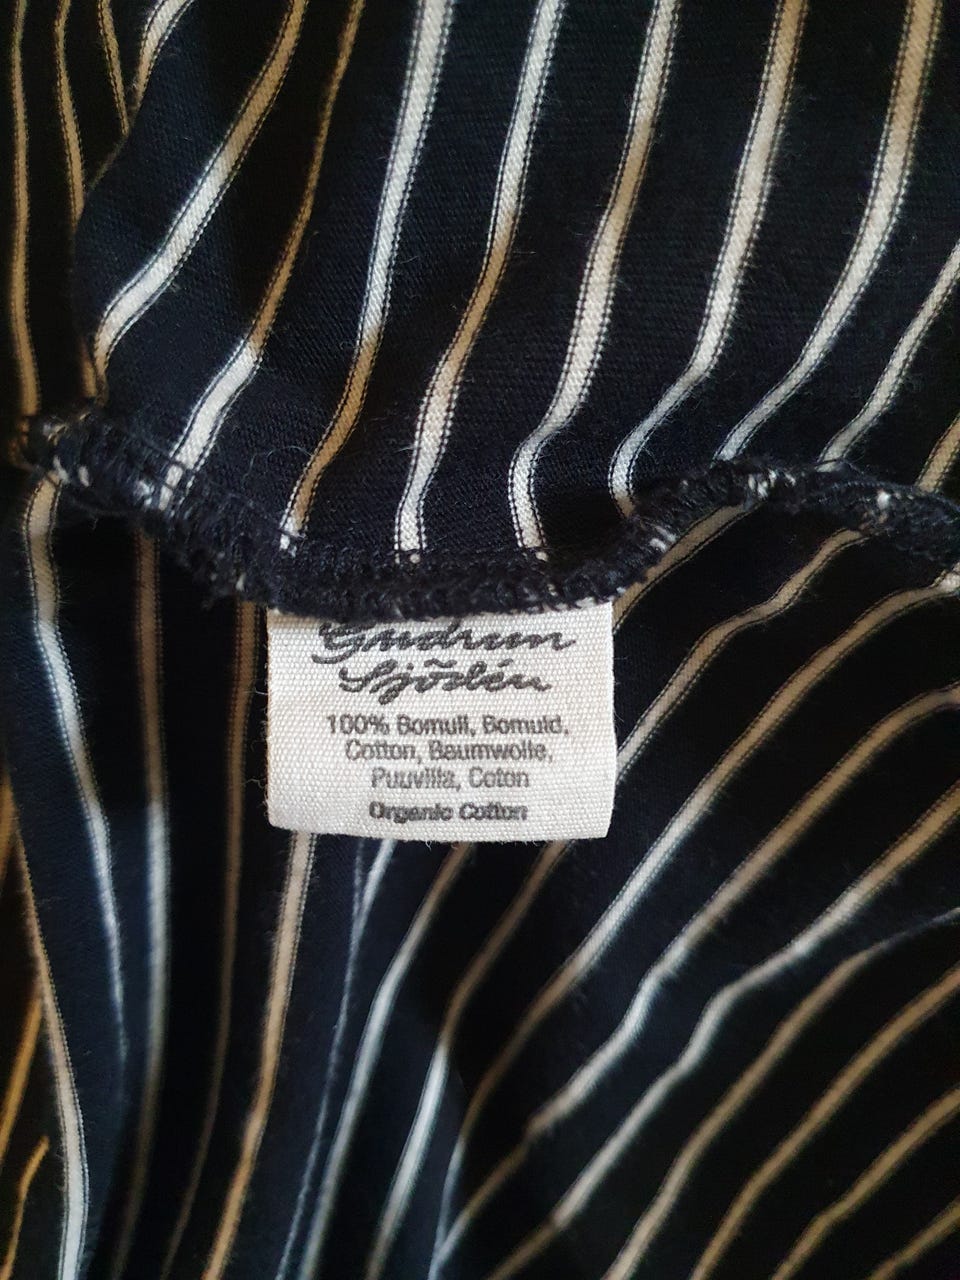 Gudrun
Sjödén
100% Bomull, Bomuld,
Cotton, Baumwolle,
Puuvilla, Coton
Organic Cotton